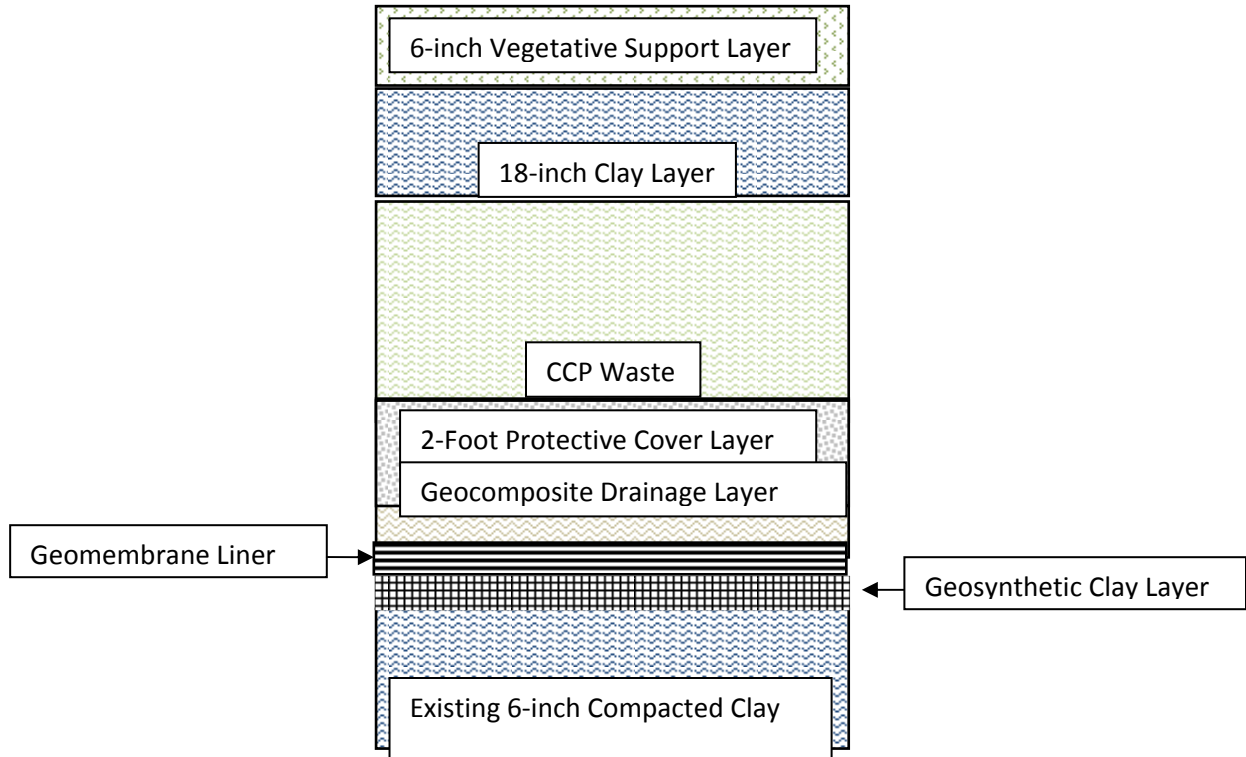 6-inch Vegetative Support Layer
18-inch Clay Layer
CCP Waste
2-Foot Protective Cover Layer
Geocomposite Drainage Layer
Geomembrane Liner
Geosynthetic Clay Layer
Existing 6-inch Compacted Clay